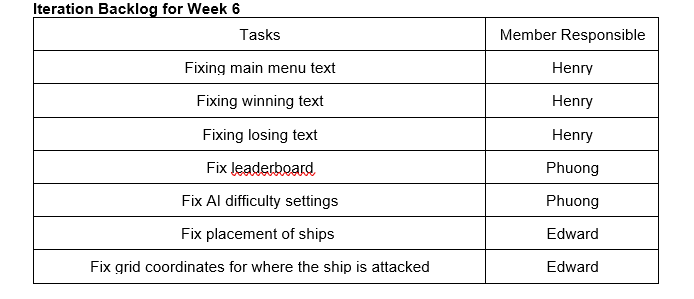 Iteration Backlog for Week 6
Tasks Member Responsible
Fixing main menu text Henry
Fixing winning text Henry
Fixing losing text Henry
Fix leaderboard Phuong
Fix AI difficulty settings Phuong
Fix placement of ships Edward
Fix grid coordinates for where the ship is attacked Edward